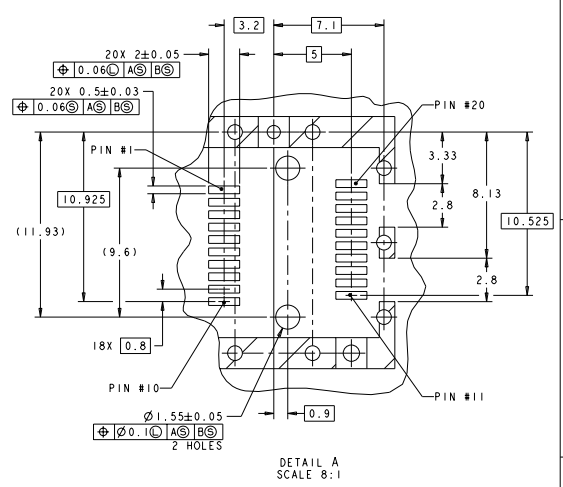 3.2
7.1
20X 2±0.05
⌖ 0.06Ⓛ AⓈ BⓈ
5
20X 0.5±0.03
⌖ 0.06Ⓢ AⓈ BⓈ
PIN #20
PIN #1
3.33
10.925
8.13
2.8
10.525
(11.93)
(9.6)
2.8
18X 0.8
PIN #10
PIN #11
Ø1.55±0.05
⌖ Ø0.1Ⓛ AⓈ BⓈ
2 HOLES
0.9
DETAIL A
SCALE 8:1